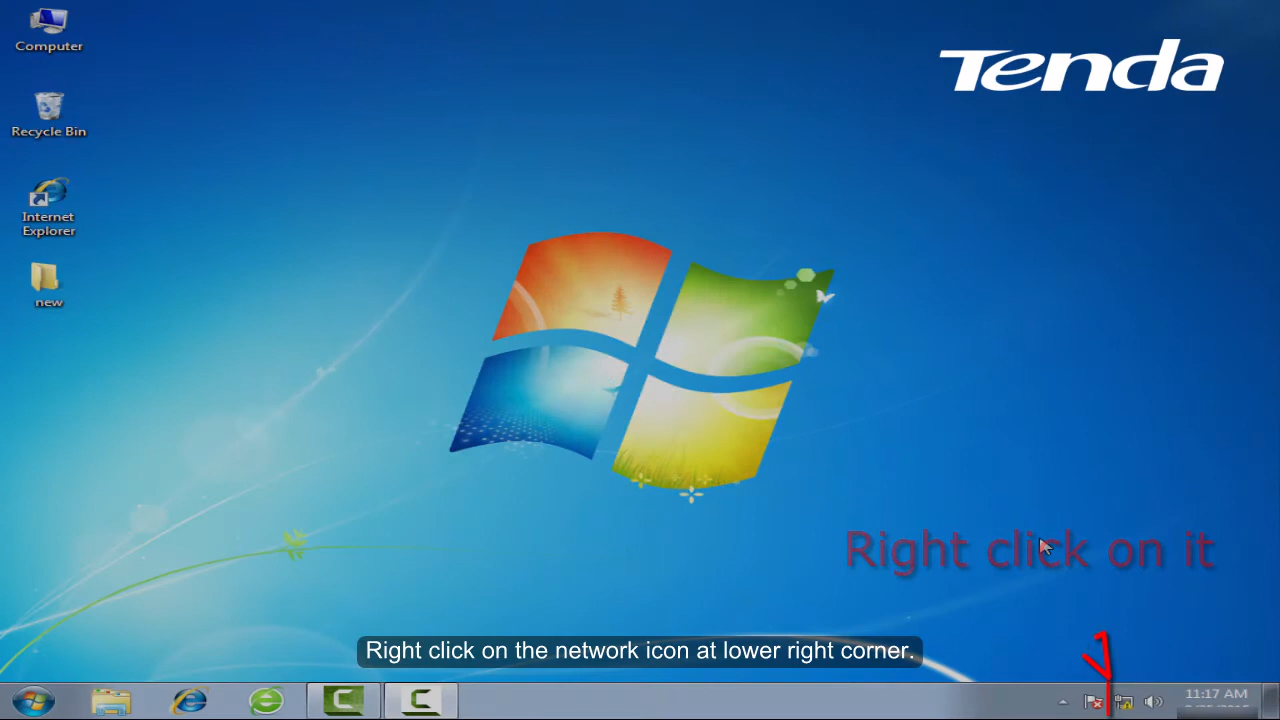 Computer
Tenda
Recycle Bin
Internet
Explorer
new
Right click on it
Right click on the network icon at lower right corner.
11:17 AM